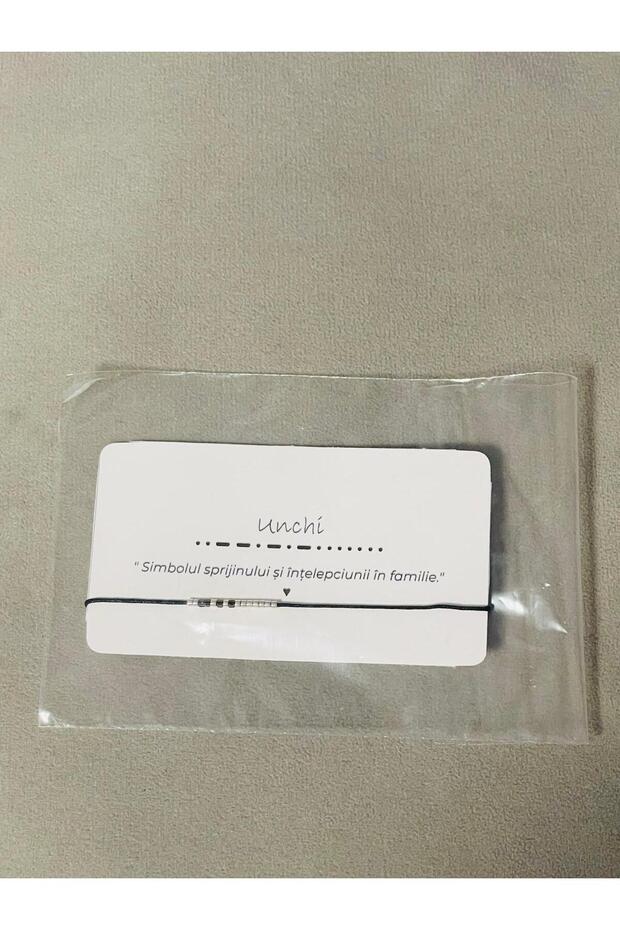 Unchi
..--.-.-.......
" Simbolul sprijinului și înțelepciunii în familie."
♥